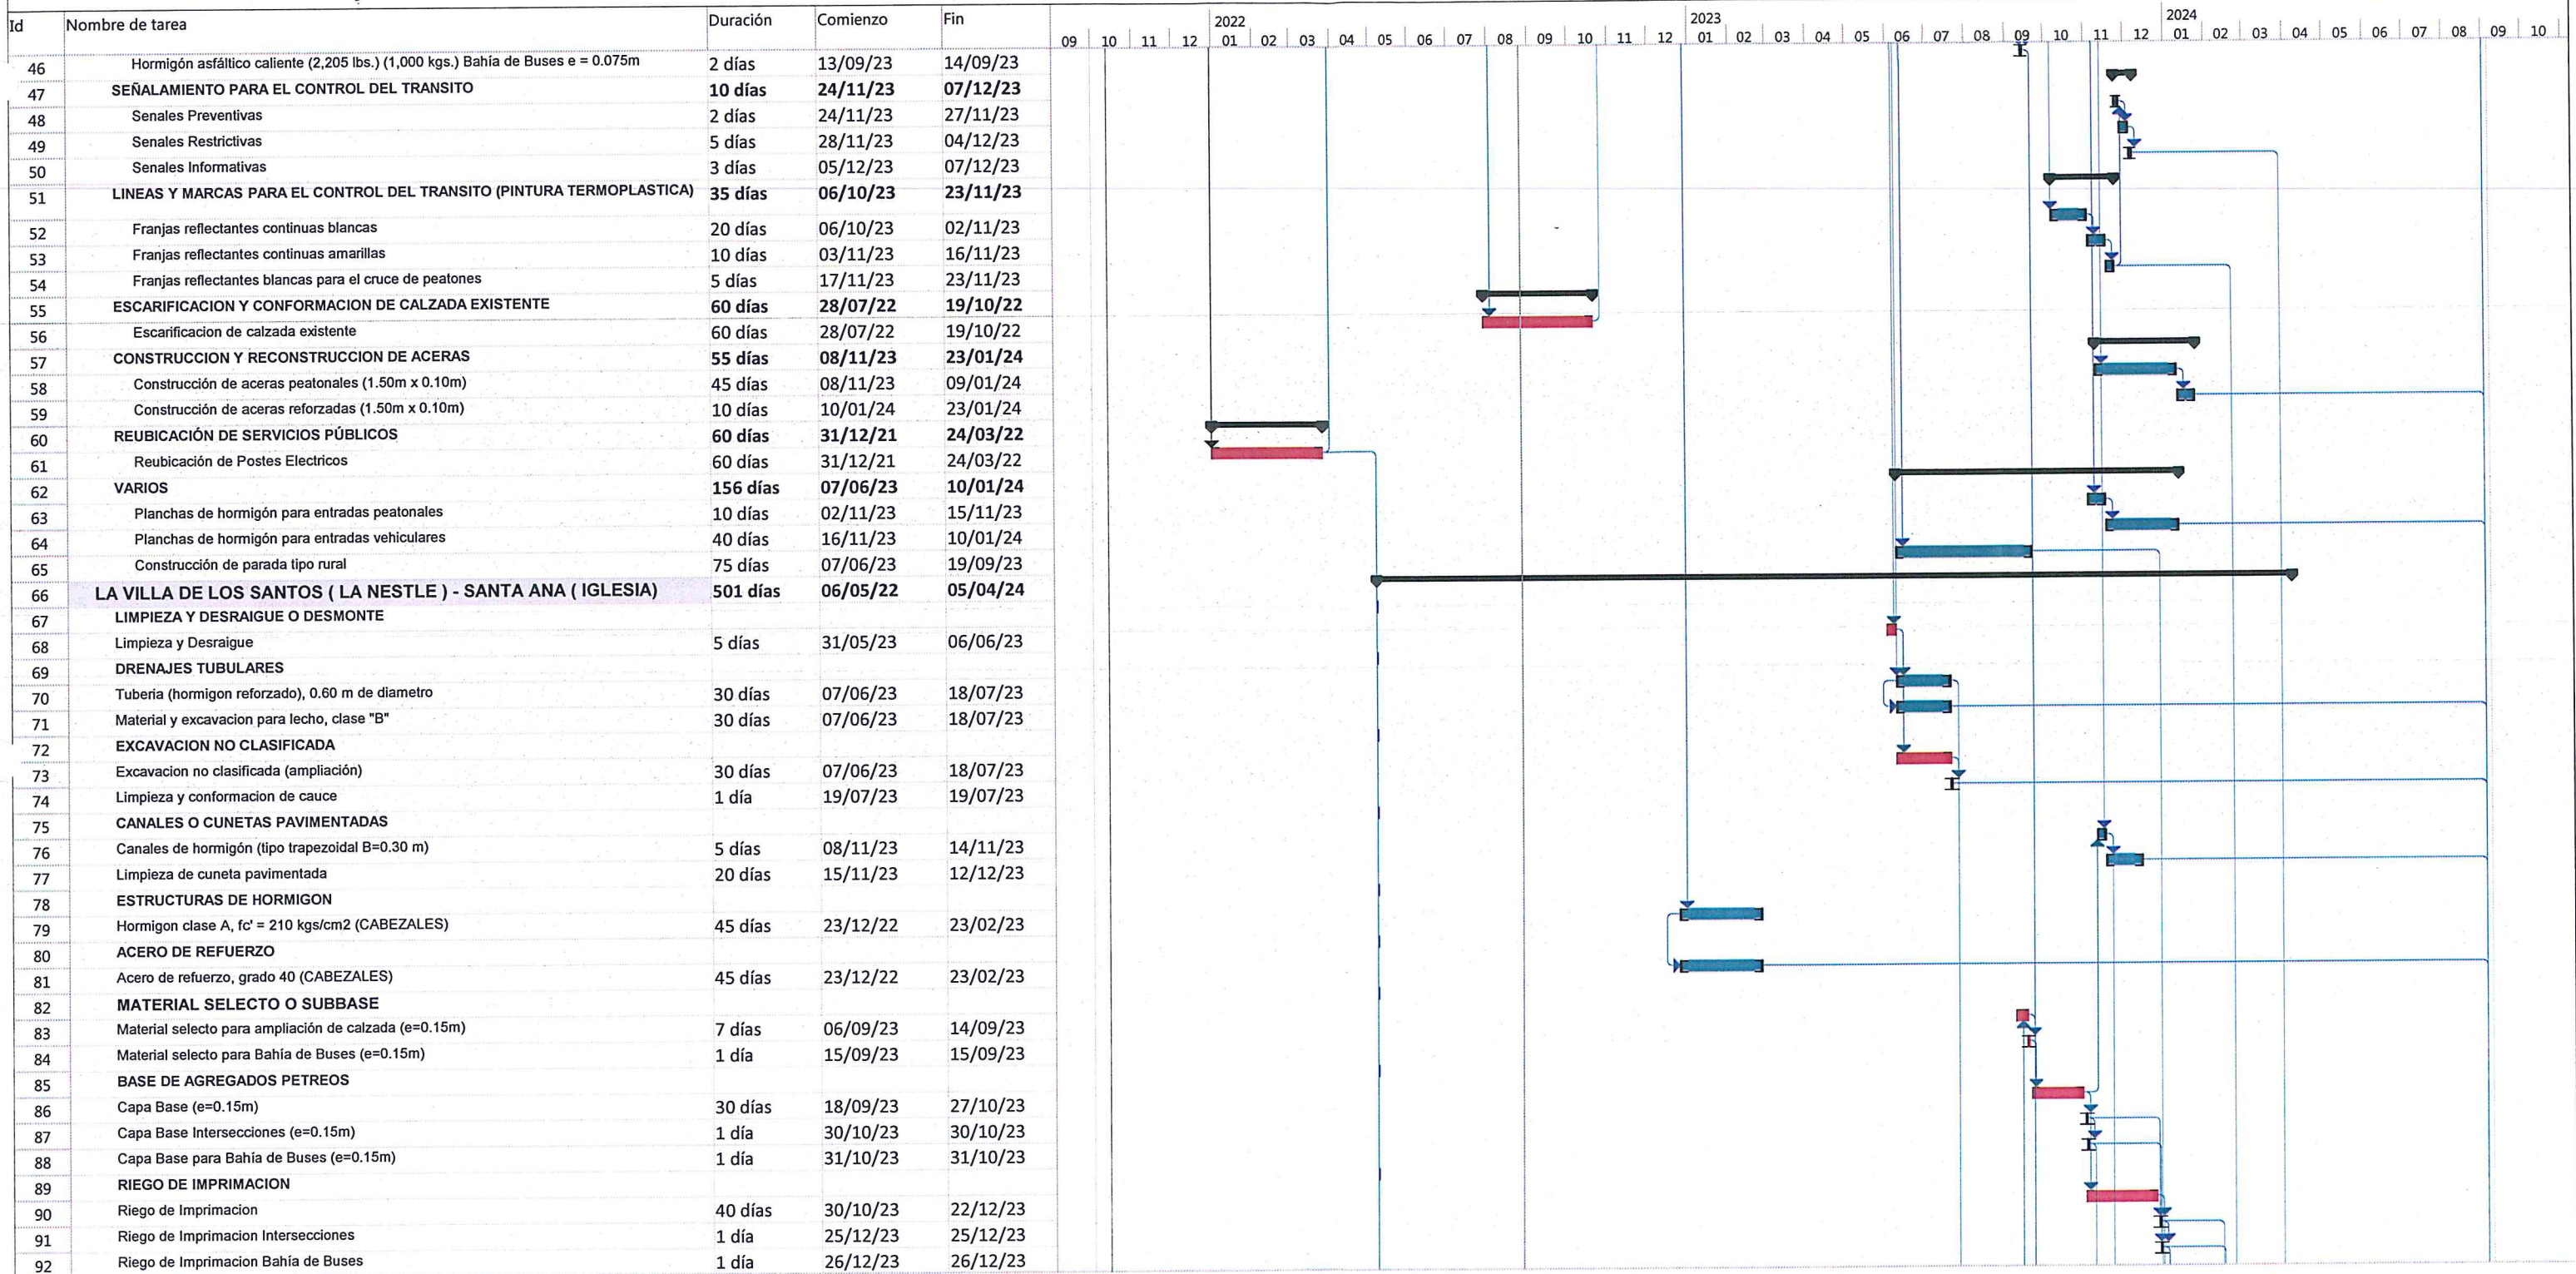 Id Nombre de tarea Duración Comienzo Fin 2022 2023 2024
09 10 11 12 01 02 03 04 05 06 07 08 09 10 11 12 01 02 03 04 05 06 07 08 09 10 11 12 01 02 03 04 05 06 07 08 09 10
46 Hormigón asfáltico caliente (2,205 lbs.) (1,000 kgs.) Bahía de Buses e = 0.075m 2 días 13/09/23 14/09/23
47 SEÑALAMIENTO PARA EL CONTROL DEL TRANSITO 10 días 24/11/23 07/12/23
48 Senales Preventivas 2 días 24/11/23 27/11/23
49 Senales Restrictivas 5 días 28/11/23 04/12/23
50 Senales Informativas 3 días 05/12/23 07/12/23
51 LINEAS Y MARCAS PARA EL CONTROL DEL TRANSITO (PINTURA TERMOPLASTICA) 35 días 06/10/23 23/11/23
52 Franjas reflectantes continuas blancas 20 días 06/10/23 02/11/23
53 Franjas reflectantes continuas amarillas 10 días 03/11/23 16/11/23
54 Franjas reflectantes blancas para el cruce de peatones 5 días 17/11/23 23/11/23
55 ESCARIFICACION Y CONFORMACION DE CALZADA EXISTENTE 60 días 28/07/22 19/10/22
56 Escarificacion de calzada existente 60 días 28/07/22 19/10/22
57 CONSTRUCCION Y RECONSTRUCCION DE ACERAS 55 días 08/11/23 23/01/24
58 Construcción de aceras peatonales (1.50m x 0.10m) 45 días 08/11/23 09/01/24
59 Construcción de aceras reforzadas (1.50m x 0.10m) 10 días 10/01/24 23/01/24
60 REUBICACIÓN DE SERVICIOS PÚBLICOS 60 días 31/12/21 24/03/22
61 Reubicación de Postes Electricos 60 días 31/12/21 24/03/22
62 VARIOS 156 días 07/06/23 10/01/24
63 Planchas de hormigón para entradas peatonales 10 días 02/11/23 15/11/23
64 Planchas de hormigón para entradas vehiculares 40 días 16/11/23 10/01/24
65 Construcción de parada tipo rural 75 días 07/06/23 19/09/23
66 LA VILLA DE LOS SANTOS ( LA NESTLE ) - SANTA ANA ( IGLESIA) 501 días 06/05/22 05/04/24
67 LIMPIEZA Y DESRAIGUE O DESMONTE
68 Limpieza y Desraigue 5 días 31/05/23 06/06/23
69 DRENAJES TUBULARES
70 Tuberia (hormigon reforzado), 0.60 m de diametro 30 días 07/06/23 18/07/23
71 Material y excavacion para lecho, clase "B" 30 días 07/06/23 18/07/23
72 EXCAVACION NO CLASIFICADA
73 Excavacion no clasificada (ampliación) 30 días 07/06/23 18/07/23
74 Limpieza y conformacion de cauce 1 día 19/07/23 19/07/23
75 CANALES O CUNETAS PAVIMENTADAS
76 Canales de hormigón (tipo trapezoidal B=0.30 m) 5 días 08/11/23 14/11/23
77 Limpieza de cuneta pavimentada 20 días 15/11/23 12/12/23
78 ESTRUCTURAS DE HORMIGON
79 Hormigon clase A, fc' = 210 kgs/cm2 (CABEZALES) 45 días 23/12/22 23/02/23
80 ACERO DE REFUERZO
81 Acero de refuerzo, grado 40 (CABEZALES) 45 días 23/12/22 23/02/23
82 MATERIAL SELECTO O SUBBASE
83 Material selecto para ampliación de calzada (e=0.15m) 7 días 06/09/23 14/09/23
84 Material selecto para Bahía de Buses (e=0.15m) 1 día 15/09/23 15/09/23
85 BASE DE AGREGADOS PETREOS
86 Capa Base (e=0.15m) 30 días 18/09/23 27/10/23
87 Capa Base Intersecciones (e=0.15m) 1 día 30/10/23 30/10/23
88 Capa Base para Bahía de Buses (e=0.15m) 1 día 31/10/23 31/10/23
89 RIEGO DE IMPRIMACION
90 Riego de Imprimacion 40 días 30/10/23 22/12/23
91 Riego de Imprimacion Intersecciones 1 día 25/12/23 25/12/23
92 Riego de Imprimacion Bahía de Buses 1 día 26/12/23 26/12/23